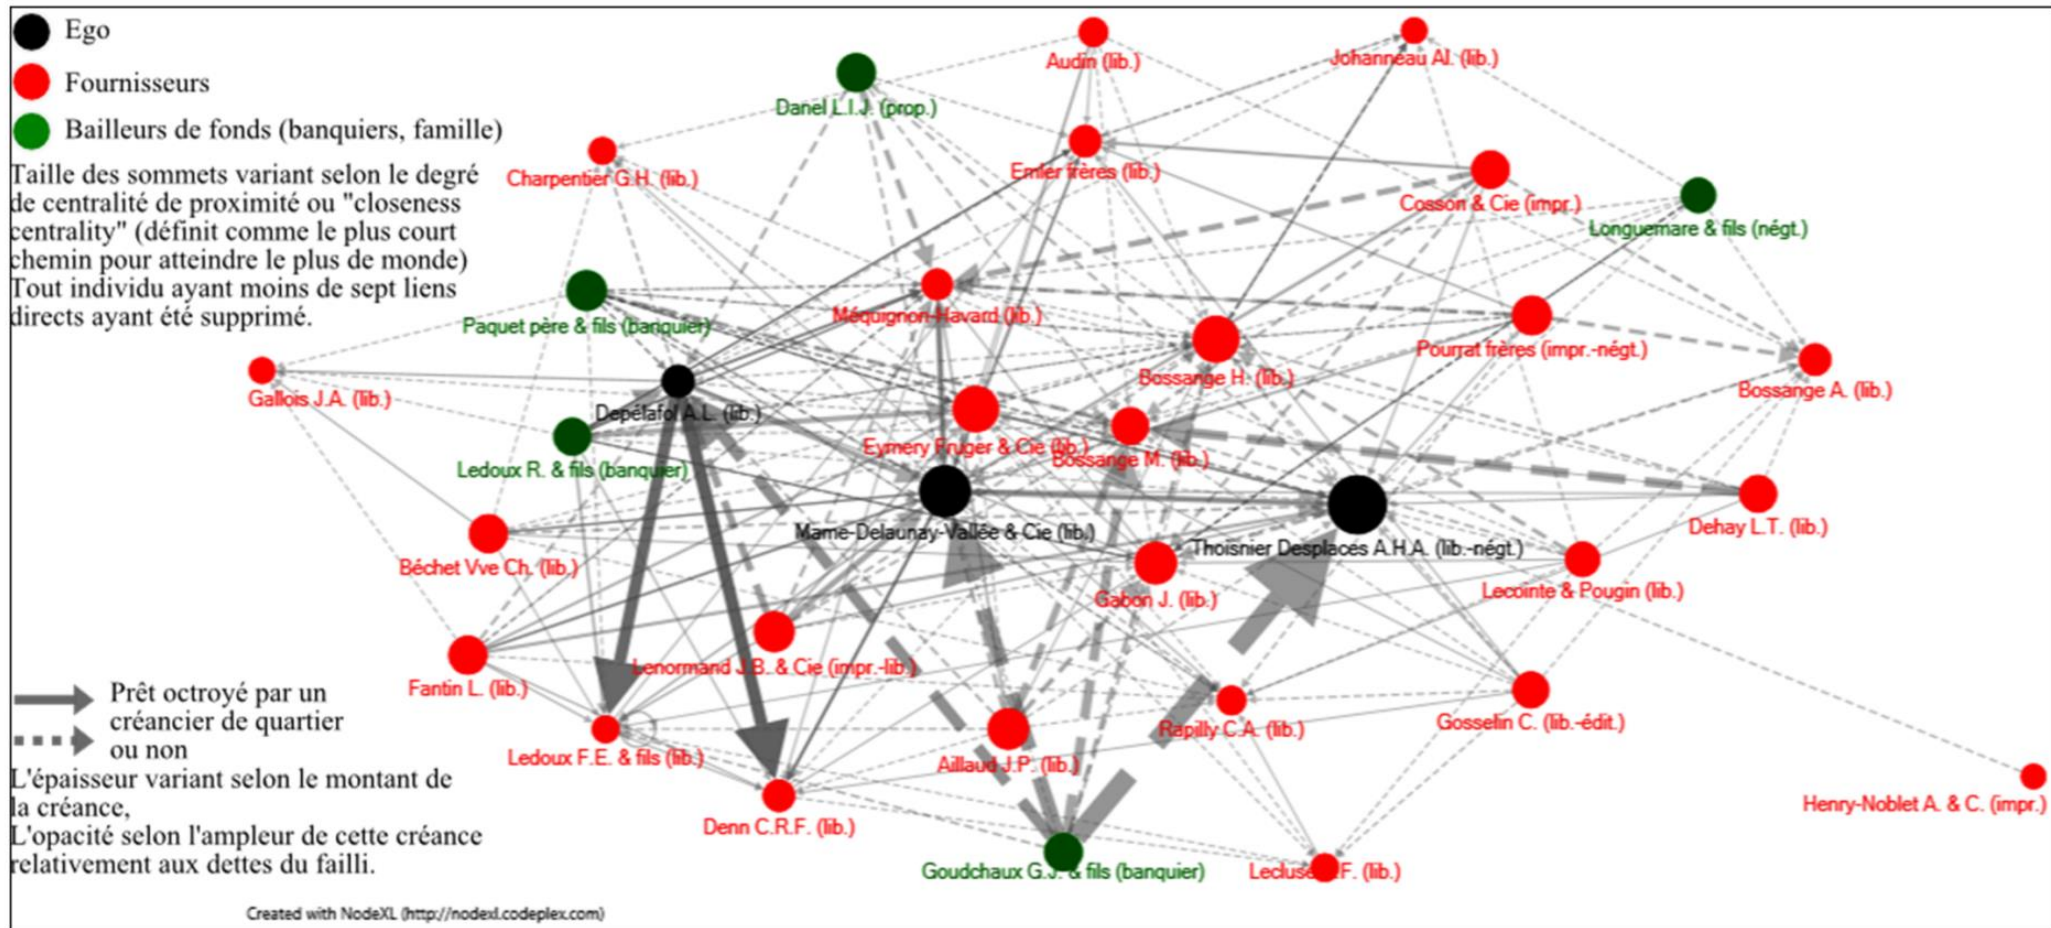 Ego
Fournisseurs
Bailleurs de fonds (banquiers, famille)
Taille des sommets variant selon le degré
de centralité de proximité ou "closeness
centrality" (définit comme le plus court
chemin pour atteindre le plus de monde)
Tout individu ayant moins de sept liens
directs ayant été supprimé.
Audin (lib.)
Johanneau Al. (lib.)
Danel L.I.J. (prop.)
Charpentier G.H. (lib.)
Emler frères (lib.)
Cosson & Cie (impr.)
Longuemare & fils (négt.)
Paquet père & fils (banquier)
Méquignon-Havard (lib.)
Pourrat frères (impr.-négt.)
Bossange H. (lib.)
Bossange A. (lib.)
Gallois J.A. (lib.)
Depélafol A.L. (lib.)
Eymery Fruger & Cie (lib.)
Bossange M. (lib.)
Ledoux R. & fils (banquier)
Mame-Delaunay-Vallée & Cie (lib.)
Thoisnier Desplaces A.H.A. (lib.-négt.)
Dehay L.T. (lib.)
Béchet Vve Ch. (lib.)
Gabon J. (lib.)
Lecointe & Pougin (lib.)
Lenormand J.B. & Cie (impr.-lib.)
Fantin L. (lib.)
Rapilly C.A. (lib.)
Gosselin C. (lib.-édit.)
Ledoux F.E. & fils (lib.)
Aillaud J.P. (lib.)
Denn C.R.F. (lib.)
Henry-Noblet A. & C. (impr.)
Goudchaux G.J. & fils (banquier)
F. (lib.)
Prêt octroyé par un
créancier de quartier
ou non
L'épaisseur variant selon le montant de
la créance,
L'opacité selon l'ampleur de cette créance
relativement aux dettes du failli.
Created with NodeXL (http://nodexl.codeplex.com)